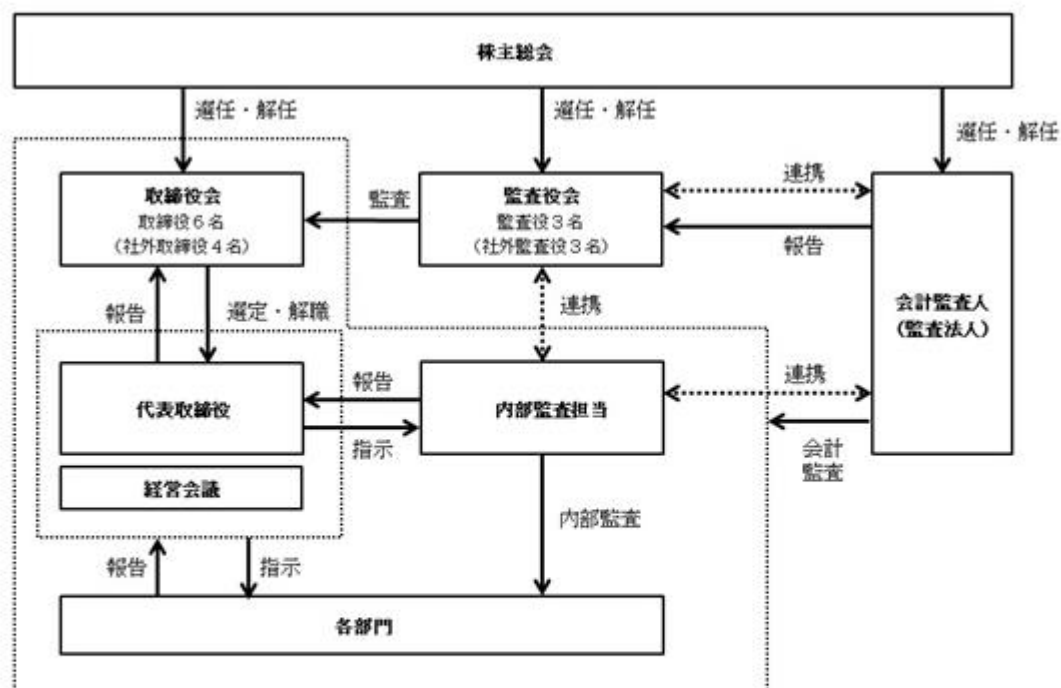 株主総会
選任・解任
選任・解任
選任・解任
取締役会
取締役６名
（社外取締役４名）
監査
監査役会
監査役３名
（社外監査役３名）
連携
報告
会計監査人
（監査法人）
報告
選定・解職
連携
代表取締役
報告
指示
内部監査担当
連携
会計
監査
経営会議
内部監査
報告
指示
各部門